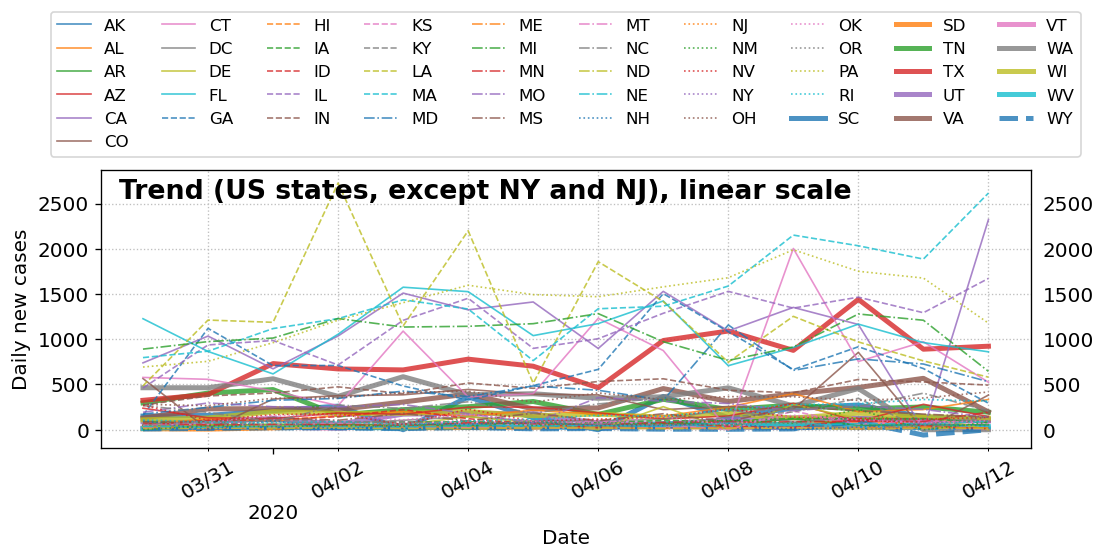 AK CT HI KS ME MT NJ OK SD VT
AL DC IA KY MI NC NM OR TN WA
AR DE ID LA MN ND NV PA TX WI
AZ FL IL MA MO NE NY RI UT WV
CA GA IN MD MS NH OH SC VA WY
CO
Trend (US states, except NY and NJ), linear scale
2500 2500
2000 2000
1500 1500
1000 1000
500 500
0 0
Daily new cases
03/31 04/02 04/04 04/06 04/08 04/10 04/12
2020
Date